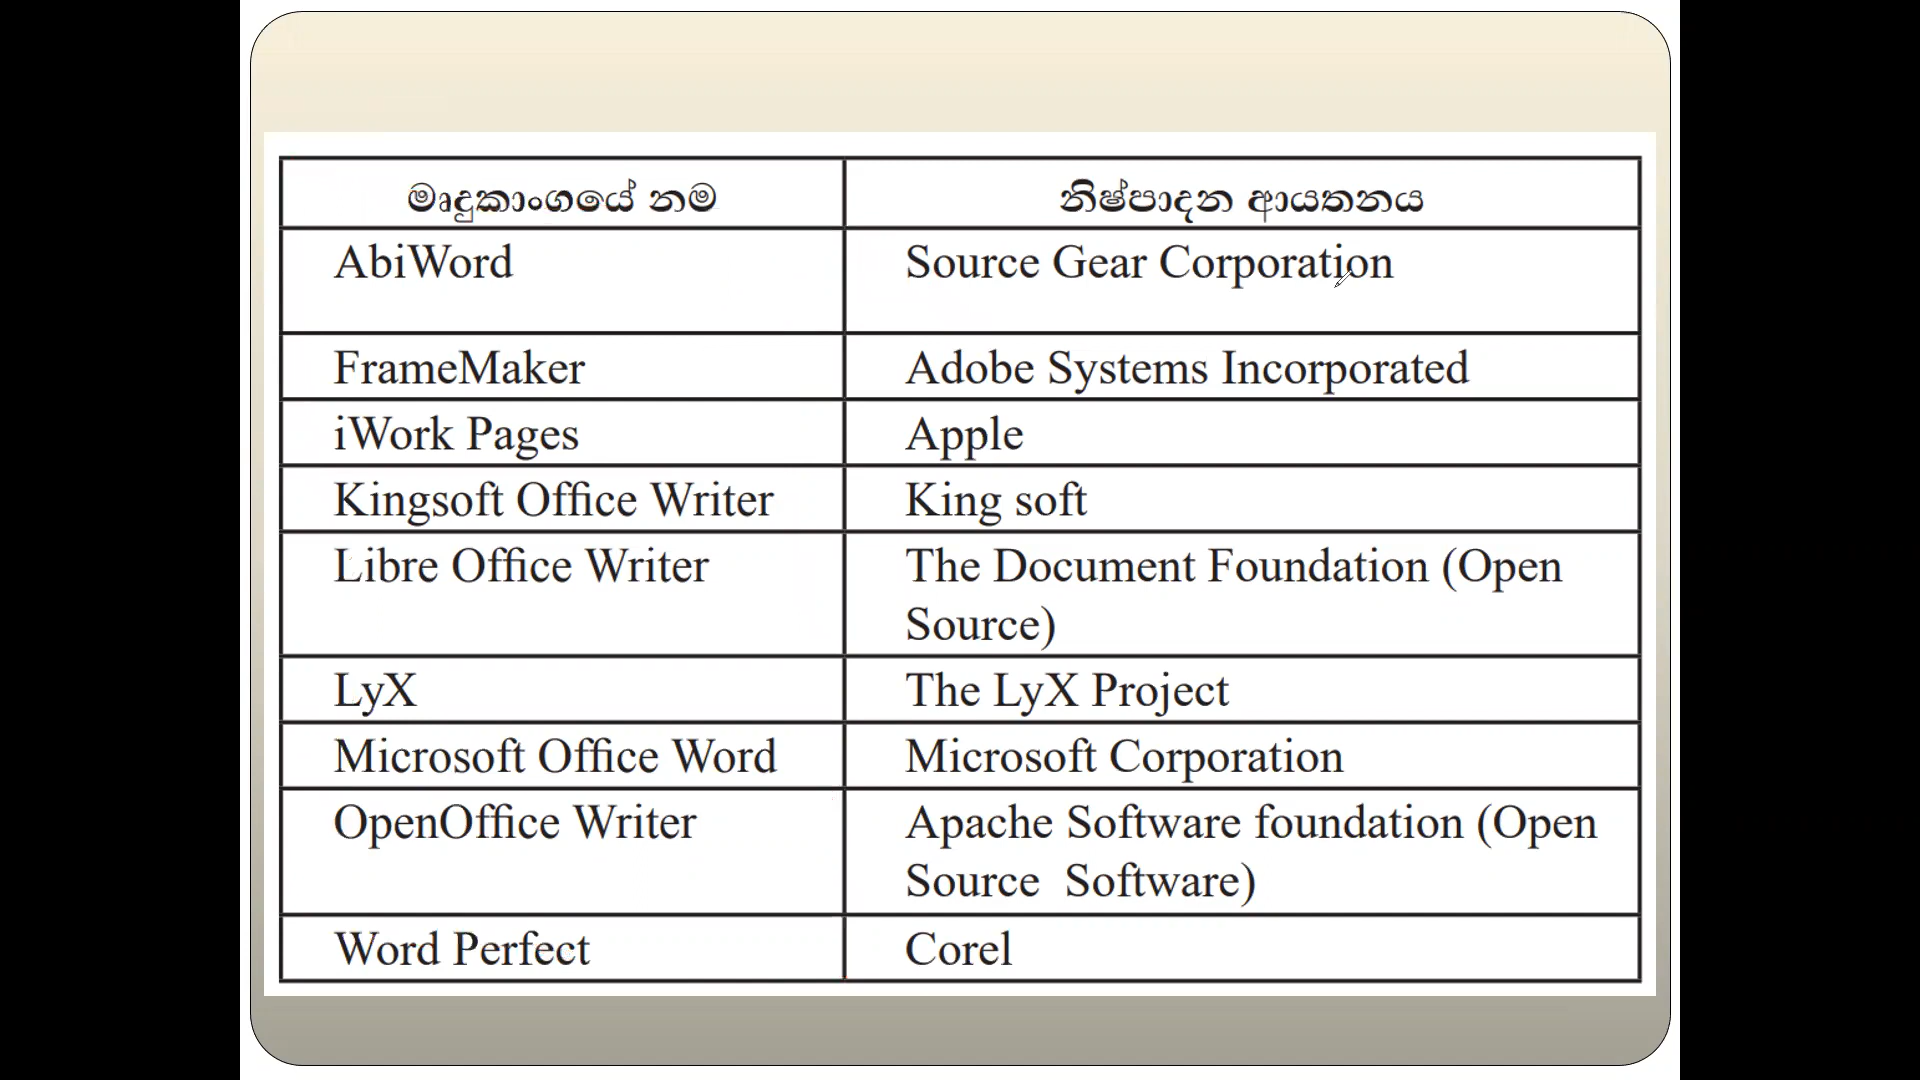 මෘදුකාංගයේ නම
නිෂ්පාදන ආයතනය
AbiWord
Source Gear Corporation
FrameMaker
Adobe Systems Incorporated
iWork Pages
Apple
Kingsoft Office Writer
King soft
Libre Office Writer
The Document Foundation (Open
Source)
LyX
The LyX Project
Microsoft Office Word
Microsoft Corporation
OpenOffice Writer
Apache Software foundation (Open
Source  Software)
Word Perfect
Corel